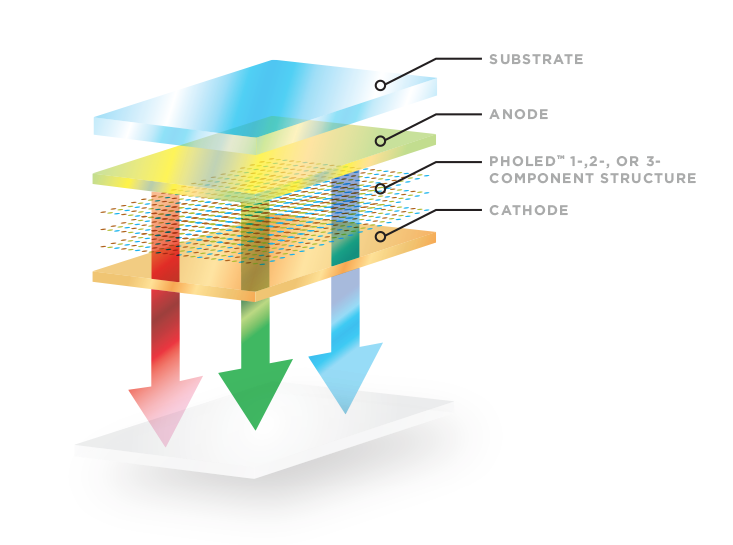 SUBSTRATE
ANODE
PHOLED™ 1-,2-, OR 3-
COMPONENT STRUCTURE
CATHODE